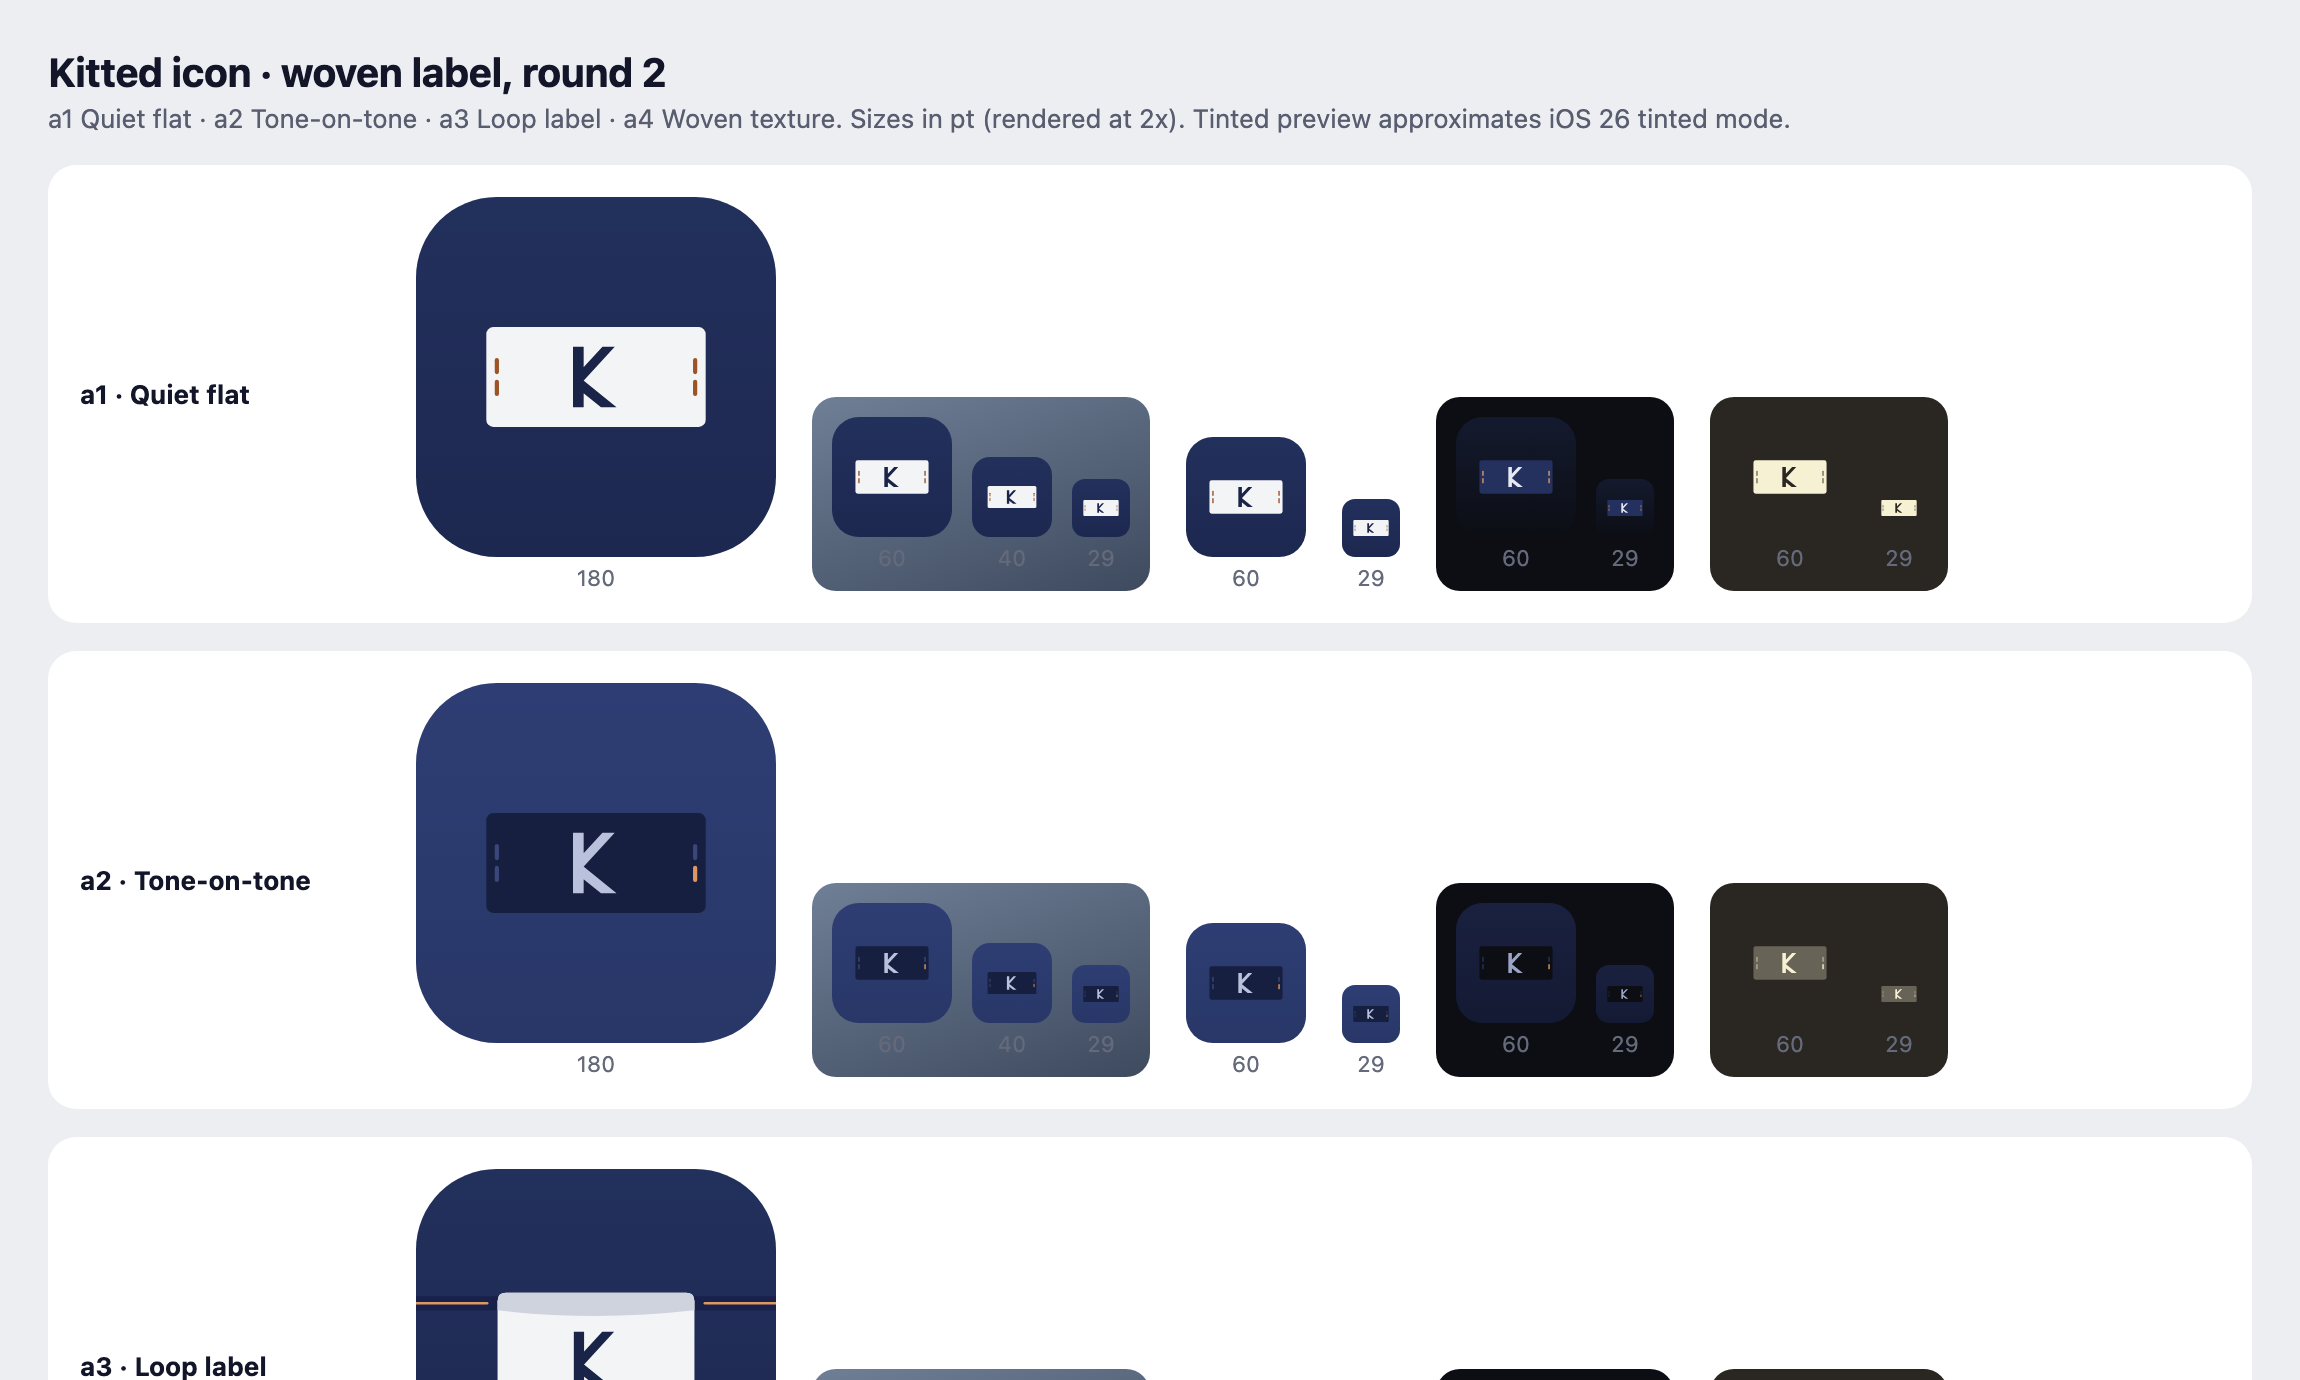 Kitted icon · woven label, round 2
a1 Quiet flat · a2 Tone-on-tone · a3 Loop label · a4 Woven texture. Sizes in pt (rendered at 2x). Tinted preview approximates iOS 26 tinted mode.
a1 · Quiet flat
K
180
K K K
60 40 29
K K
60 29
K K
60 29
K K
60 29
a2 · Tone-on-tone
K
180
K K K
60 40 29
K K
60 29
K K
60 29
K K
60 29
a3 · Loop label
K